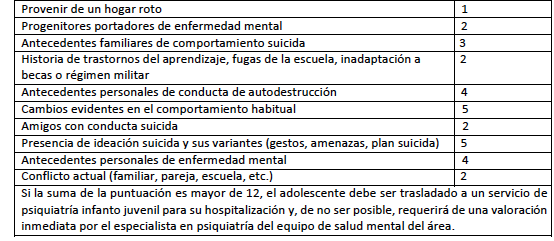 Provenir de un hogar roto 1
Progenitores portadores de enfermedad mental 2
Antecedentes familiares de comportamiento suicida 3
Historia de trastornos del aprendizaje, fugas de la escuela, inadaptación a 2
becas o régimen militar
Antecedentes personales de conducta de autodestrucción 4
Cambios evidentes en el comportamiento habitual 5
Amigos con conducta suicida 2
Presencia de ideación suicida y sus variantes (gestos, amenazas, plan suicida) 5
Antecedentes personales de enfermedad mental 4
Conflicto actual (familiar, pareja, escuela, etc.) 2
Si la suma de la puntuación es mayor de 12, el adolescente debe ser trasladado a un servicio de
psiquiatría infanto juvenil para su hospitalización y, de no ser posible, requerirá de una valoración
inmediata por el especialista en psiquiatría del equipo de salud mental del área.